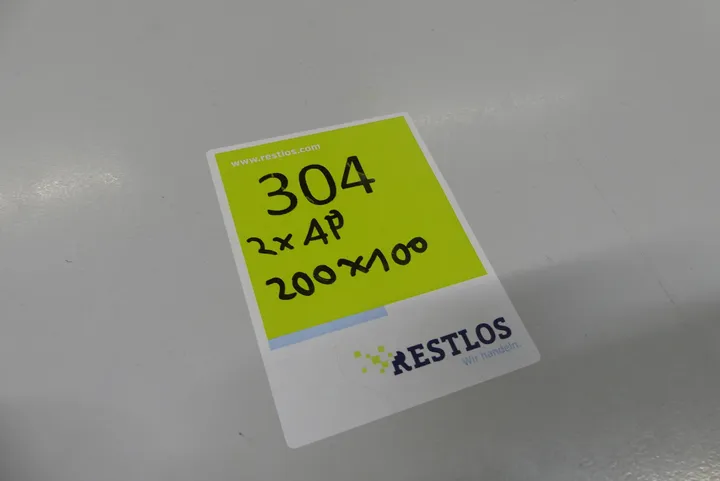 www.restlos.com
304
2x AP
200x100
RESTLOS
Wir handeln.